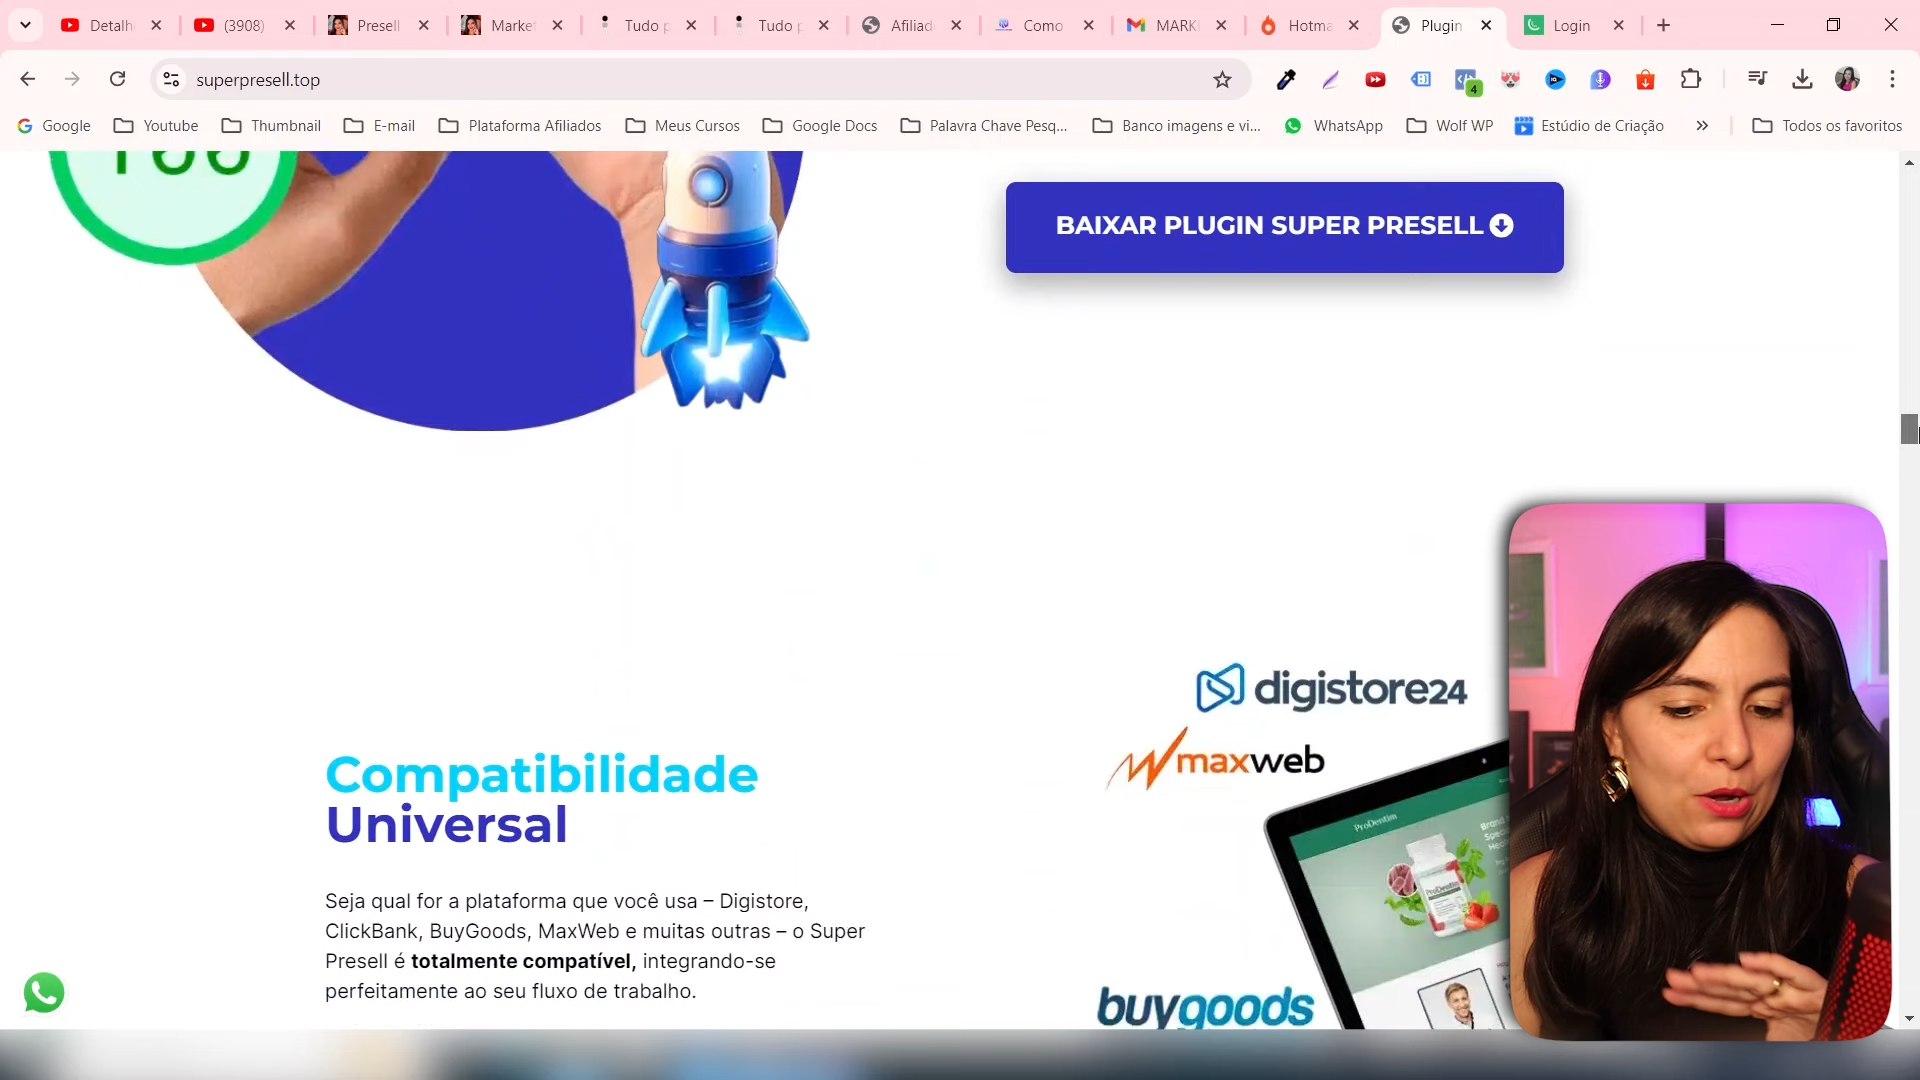 Detalh
(3908)
Presell
Market
Tudo p
Tudo p
Afiliad
Como
MARK
Hotma
Plugin
Login
superpresell.top
4
Google
Youtube
Thumbnail
E-mail
Plataforma Afiliados
Meus Cursos
Google Docs
Palavra Chave Pesq...
Banco imagens e vi...
WhatsApp
Wolf WP
Estúdio de Criação
Todos os favoritos
100
BAIXAR PLUGIN SUPER PRESELL
digistore24
maxweb
ProDentim
Compatibilidade
Universal
Seja qual for a plataforma que você usa – Digistore,
ClickBank, BuyGoods, MaxWeb e muitas outras – o Super
Presell é totalmente compatível, integrando-se
perfeitamente ao seu fluxo de trabalho.
buygoods